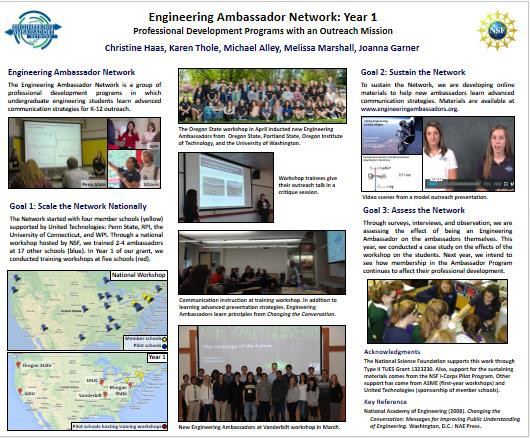 Engineering Ambassador Network: Year 1
Professional Development Programs with an Outreach Mission
Christine Haas, Karen Thole, Michael Alley, Melissa Marshall, Joanna Garner
ENGINEERING
AMBASSADORS
NETWORK
NSF
Engineering Ambassador Network
The Engineering Ambassador Network is a group of
professional development programs in which
undergraduate engineering students learn advanced
communication strategies for K-12 outreach.
WPI
Penn State
UConn
Goal 1: Scale the Network Nationally
The Network started with four member schools (yellow)
supported by United Technologies: Penn State, RPI, the
University of Connecticut, and WPI. Through a national
workshop hosted by NSF, we trained 2-4 ambassadors
at 17 other schools (blue). In Year 1 of our grant, we
conducted training workshops at five schools (red).
National Workshop
United States
Member schools
Pilot schools
Year 1
Oregon State
UIUC
Morgan
State
SDSU
Vanderbilt
Pilot schools hosting training workshops
The Oregon State workshop in April inducted new Engineering
Ambassadors from Oregon State, Portland State, Oregon Institute
of Technology, and the University of Washington.
Workshop trainees give
their outreach talk in a
critique session.
Communication instruction at training workshop. In addition to
learning advanced presentation strategies, Engineering
Ambassadors learn principles from Changing the Conversation.
The Language of the Future
New Engineering Ambassadors at Vanderbilt workshop in March.
Goal 2: Sustain the Network
To sustain the Network, we are developing online
materials to help new ambassadors learn advanced
communication strategies. Materials are available at
www.engineeringambassadors.org.
Video scenes from a model outreach presentation.
Goal 3: Assess the Network
Through surveys, interviews, and observation, we are
assessing the effect of being an Engineering
Ambassador on the ambassadors themselves. This
year, we conducted a case study on the effects of the
workshop on the students. Next year, we intend to
see how membership in the Ambassador Program
continues to affect their professional development.
Acknowledgments
The National Science Foundation supports this work through
Type II TUES Grant 1323230. Also, support for the sustaining
materials comes from the NSF I-Corps Pilot Program. Other
support has come from ASME (first-year workshops) and
United Technologies (sponsorship of member schools).
Key Reference
National Academy of Engineering (2008). Changing the
Conversation: Messages for Improving Public Understanding
of Engineering. Washington, D.C.: NAE Press.